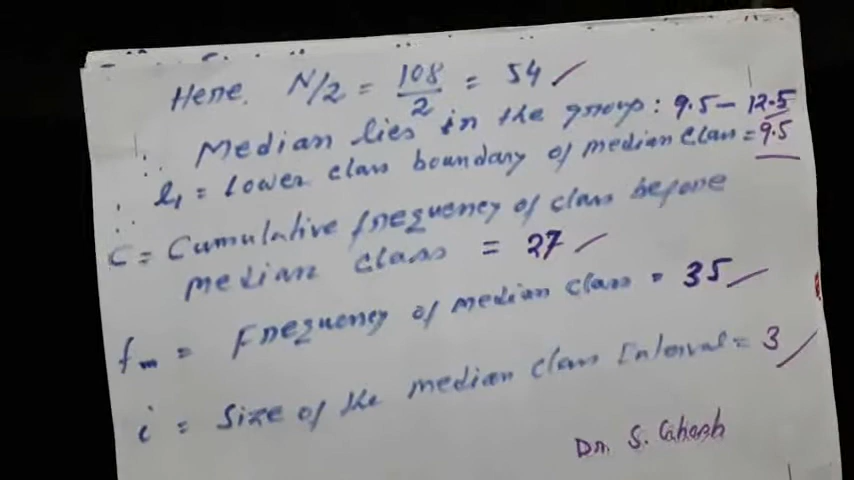 Here, N/2 = 108/2 = 54
∴ Median lies in the group: 9.5 - 12.5
∴ l₁ = Lower class boundary of median class = 9.5
C = Cumulative frequency of class before
median class = 27
fm = Frequency of median class = 35
i = Size of the median class Interval = 3
Dr. S.